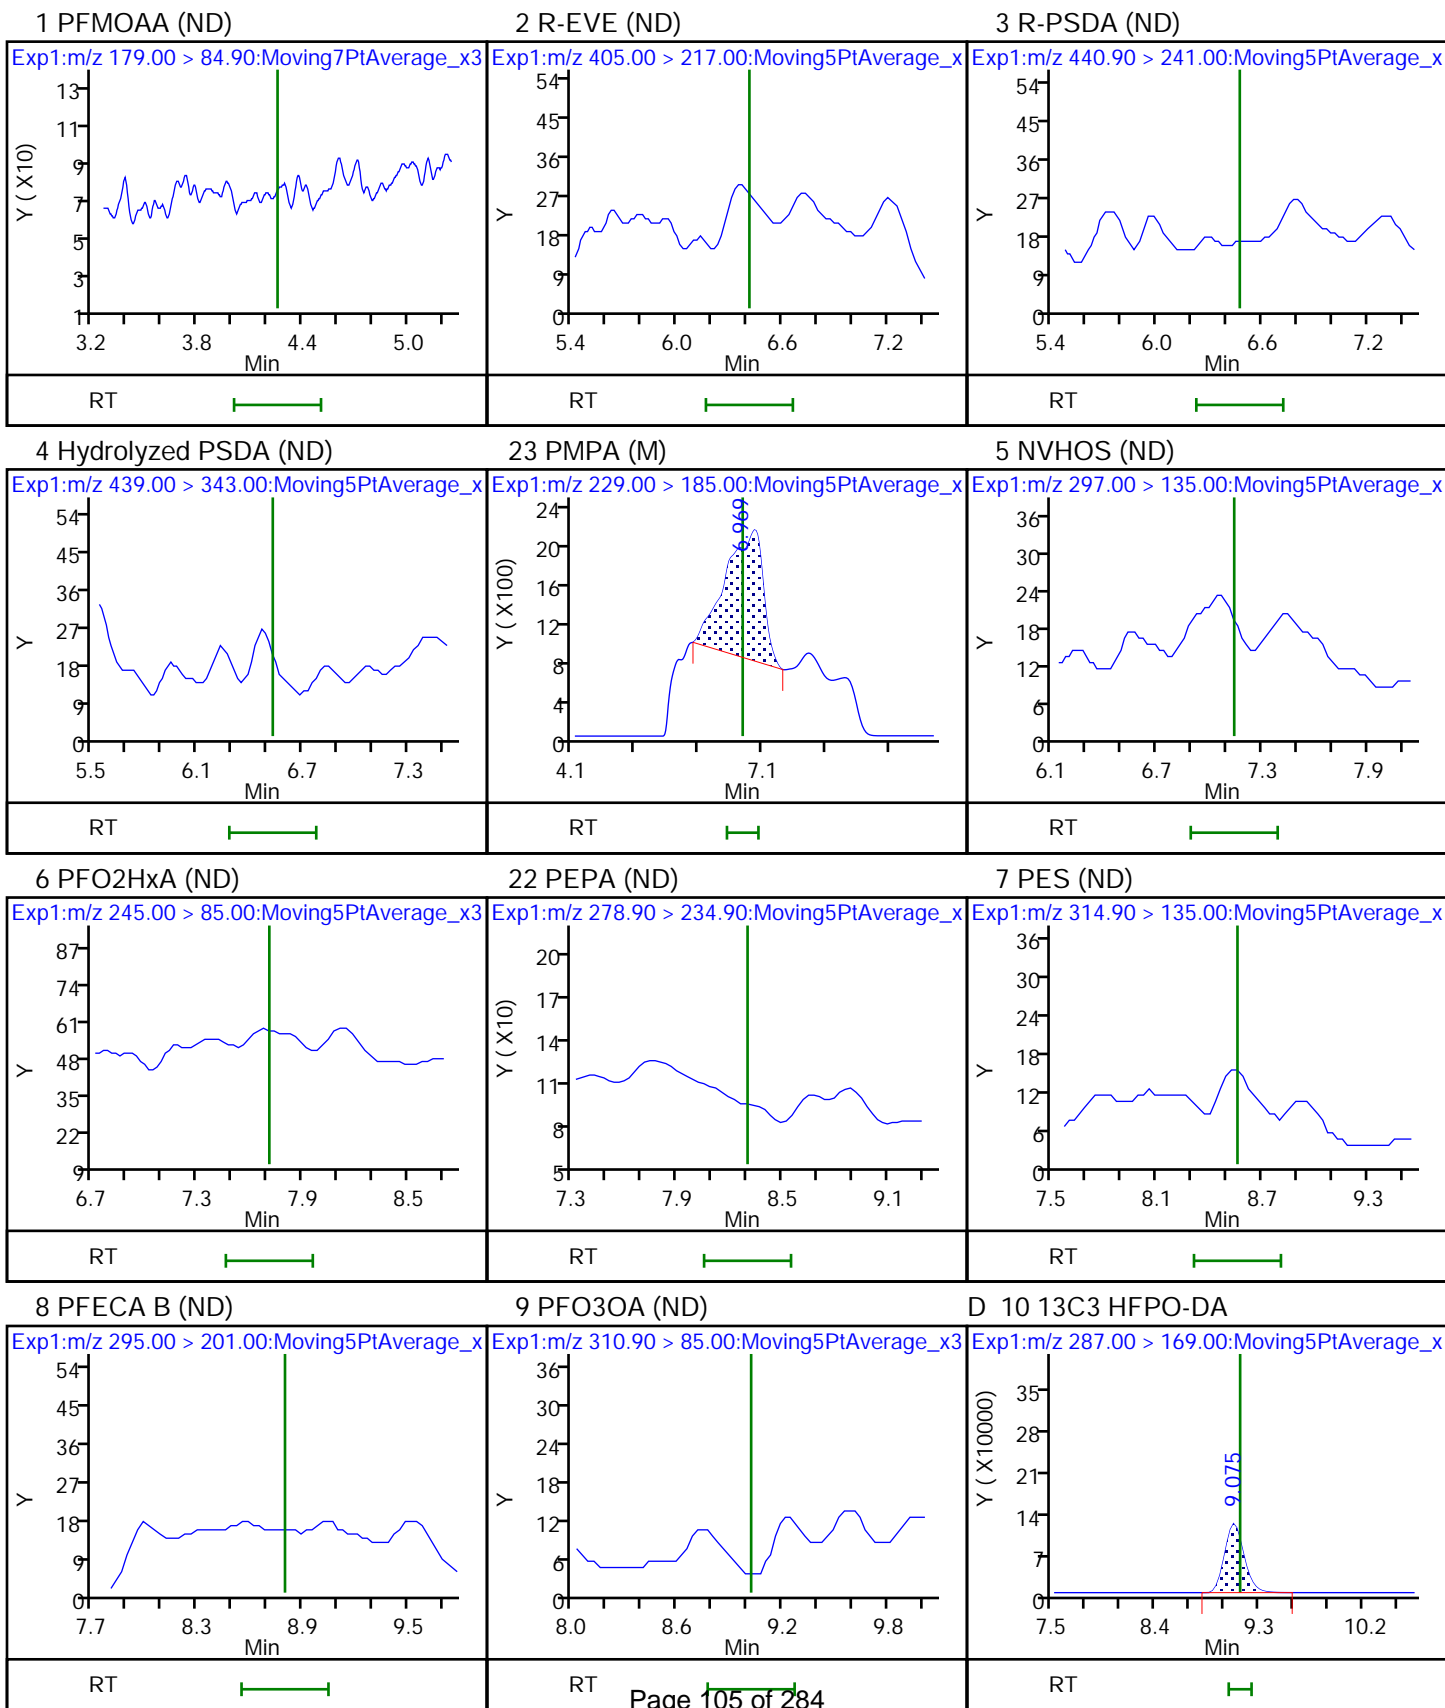 1 PFMOAA (ND)
Exp1:m/z 179.00 > 84.90:Moving7PtAverage_x3
Y ( X10)
13
11
9
7
5
3
1
3.2 3.8 4.4 5.0
Min
RT
2 R-EVE (ND)
Exp1:m/z 405.00 > 217.00:Moving5PtAverage_x
Y
54
45
36
27
18
9
0
5.4 6.0 6.6 7.2
Min
RT
3 R-PSDA (ND)
Exp1:m/z 440.90 > 241.00:Moving5PtAverage_x
Y
54
45
36
27
18
9
0
5.4 6.0 6.6 7.2
Min
RT
4 Hydrolyzed PSDA (ND)
Exp1:m/z 439.00 > 343.00:Moving5PtAverage_x
Y
54
45
36
27
18
9
0
5.5 6.1 6.7 7.3
Min
RT
23 PMPA (M)
Exp1:m/z 229.00 > 185.00:Moving5PtAverage_x
Y ( X100)
24
20
16
12
8
4
0
6.969
4.1 7.1
Min
RT
5 NVHOS (ND)
Exp1:m/z 297.00 > 135.00:Moving5PtAverage_x
Y
36
30
24
18
12
6
0
6.1 6.7 7.3 7.9
Min
RT
6 PFO2HxA (ND)
Exp1:m/z 245.00 > 85.00:Moving5PtAverage_x3
Y
87
74
61
48
35
22
9
6.7 7.3 7.9 8.5
Min
RT
22 PEPA (ND)
Exp1:m/z 278.90 > 234.90:Moving5PtAverage_x
Y ( X10)
20
17
14
11
8
5
7.3 7.9 8.5 9.1
Min
RT
7 PES (ND)
Exp1:m/z 314.90 > 135.00:Moving5PtAverage_x
Y
36
30
24
18
12
6
0
7.5 8.1 8.7 9.3
Min
RT
8 PFECA B (ND)
Exp1:m/z 295.00 > 201.00:Moving5PtAverage_x
Y
54
45
36
27
18
9
0
7.7 8.3 8.9 9.5
Min
RT
9 PFO3OA (ND)
Exp1:m/z 310.90 > 85.00:Moving5PtAverage_x3
Y
36
30
24
18
12
6
0
8.0 8.6 9.2 9.8
Min
RT
D 10 13C3 HFPO-DA
Exp1:m/z 287.00 > 169.00:Moving5PtAverage_x
Y ( X10000)
35
28
21
14
7
0
9.075
7.5 8.4 9.3 10.2
Min
RT
Page 105 of 284